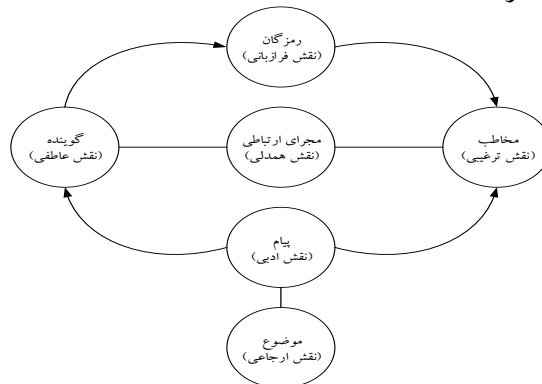 رمزگان
(نقش فرازبانی)
گوینده
(نقش عاطفی)
مجرای ارتباطی
(نقش همدلی)
مخاطب
(نقش ترغیبی)
پیام
(نقش ادبی)
موضوع
(نقش ارجاعی)